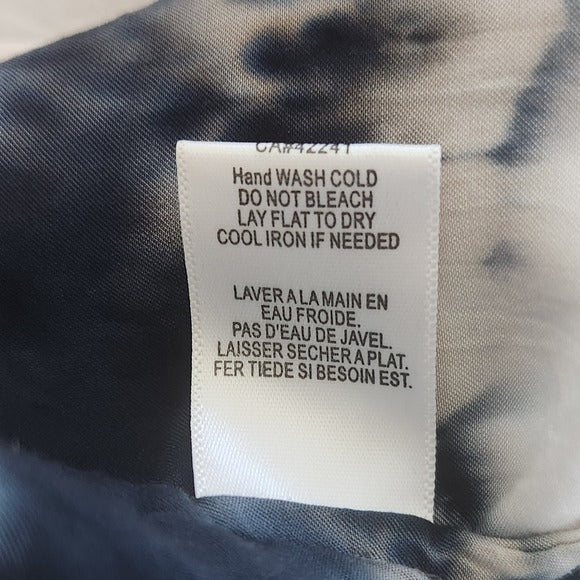 CA#42241
Hand WASH COLD
DO NOT BLEACH
LAY FLAT TO DRY
COOL IRON IF NEEDED
LAVER A LA MAIN EN
EAU FROIDE.
PAS D'EAU DE JAVEL.
LAISSER SECHER A PLAT.
FER TIEDE SI BESOIN EST.